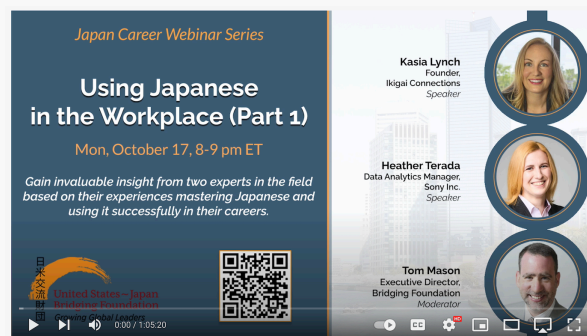 Japan Career Webinar Series
Using Japanese
in the Workplace (Part 1)
Mon, October 17, 8-9 pm ET
Gain invaluable insight from two experts in the field
based on their experiences mastering Japanese and
using it successfully in their careers.
日米交流財団
United States – Japan
Bridging Foundation
Growing Global Leaders
Kasia Lynch
Founder,
Ikigai Connections
Speaker
Heather Terada
Data Analytics Manager,
Sony Inc.
Speaker
Tom Mason
Executive Director,
Bridging Foundation
Moderator
0:00 / 1:05:20
CC
HD